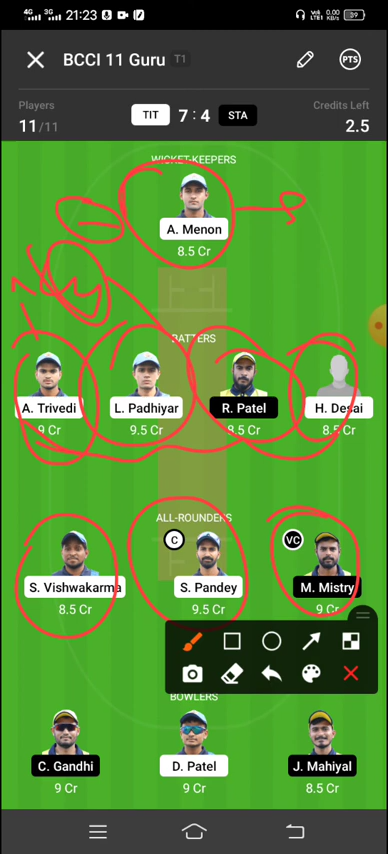 4G 3G 21:23 Vo) LTE1 0.00 KB/s 9
BCCI 11 Guru T1 PTS
Players Credits Left
11/11 TIT 7 : 4 STA 2.5
WICKET-KEEPERS
A. Menon
8.5 Cr
BATTERS
A. Trivedi L. Padhiyar R. Patel H. Desai
9 Cr 9.5 Cr 8.5 Cr 8.5 Cr
ALL-ROUNDERS
C VC
S. Vishwakarma S. Pandey M. Mistry
8.5 Cr 9.5 Cr 9 Cr
BOWLERS
C. Gandhi D. Patel J. Mahiyal
9 Cr 9 Cr 8.5 Cr